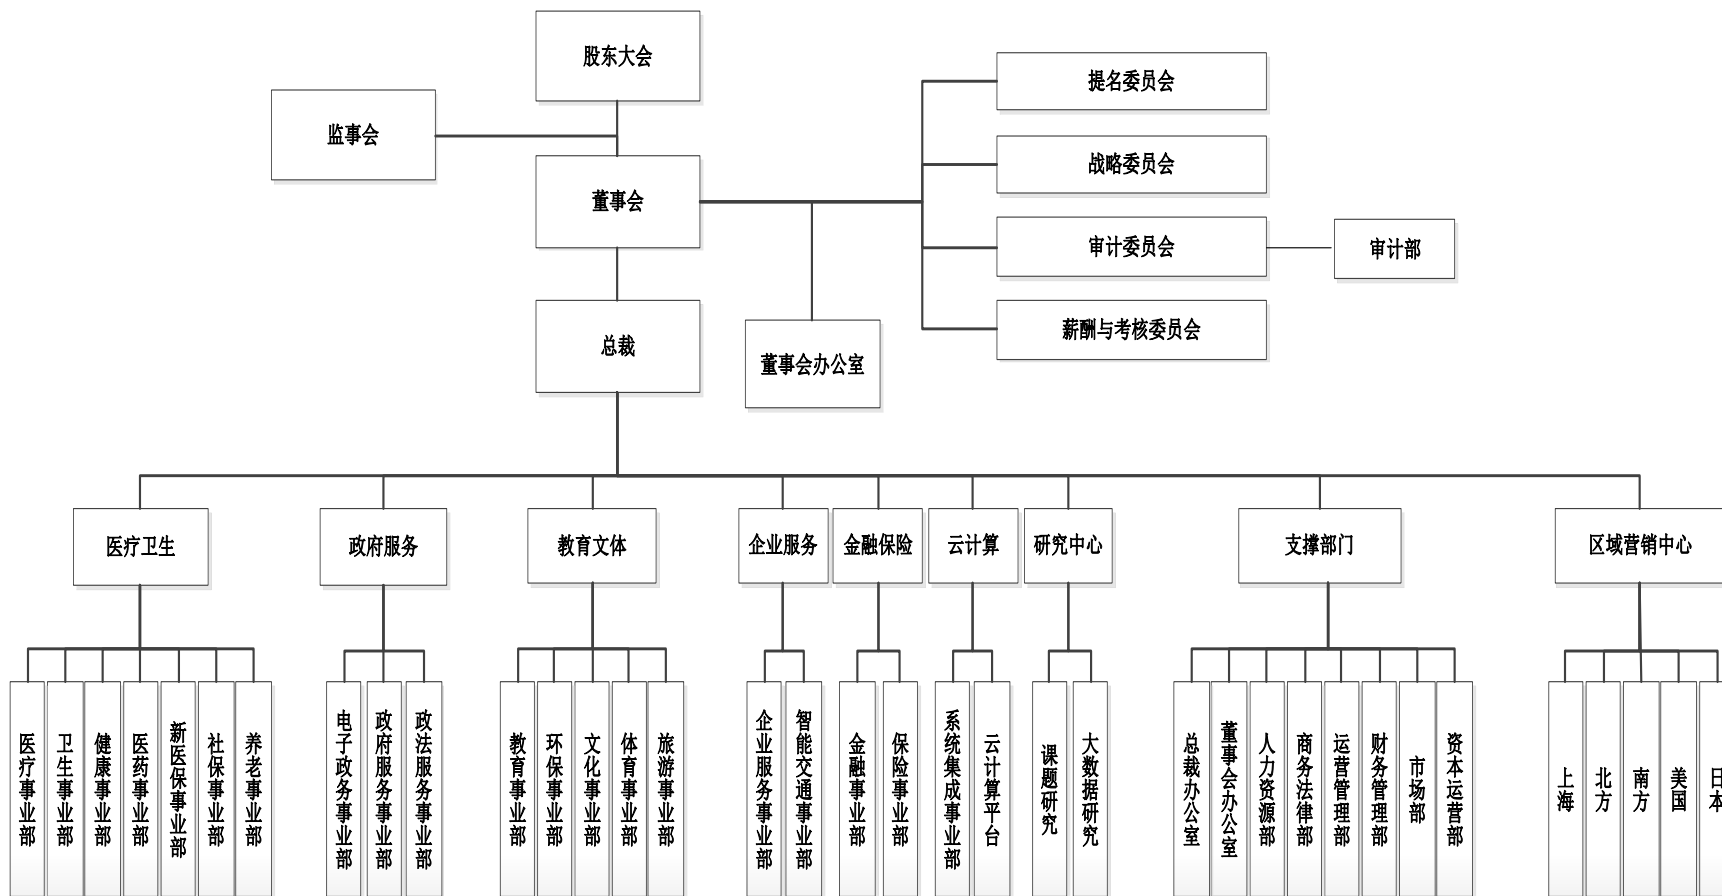 股东大会
监事会
董事会
总裁
董事会办公室
提名委员会
战略委员会
审计委员会
审计部
薪酬与考核委员会
医疗卫生
政府服务
教育文体
企业服务
金融保险
云计算
研究中心
支撑部门
区域营销中心
医疗事业部
卫生事业部
健康事业部
医药事业部
新医保事业部
社保事业部
养老事业部
电子政务事业部
政府服务事业部
政法服务事业部
教育事业部
环保事业部
文化事业部
体育事业部
旅游事业部
企业服务事业部
智能交通事业部
金融事业部
保险事业部
系统集成事业部
云计算平台
课题研究
大数据研究
总裁办公室
董事会办公室
人力资源部
商务法律部
运营管理部
财务管理部
市场部
资本运营部
上海
北方
南方
美国
日本